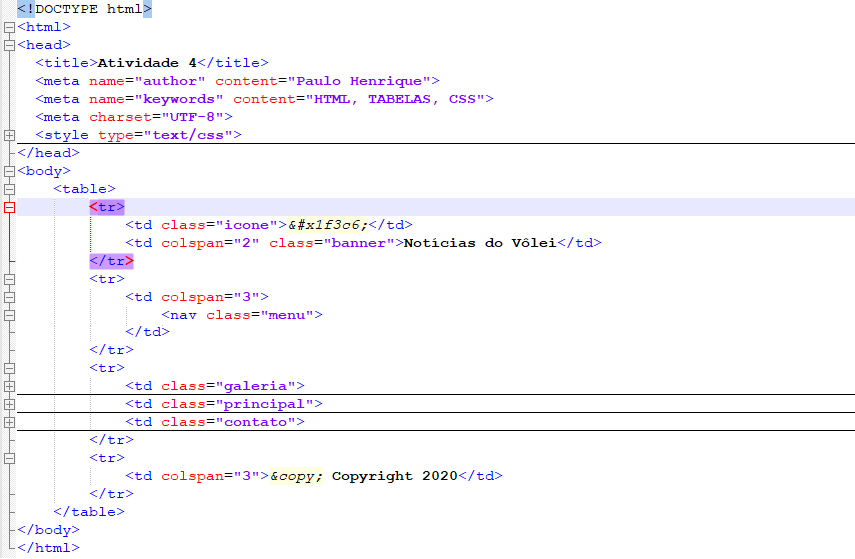 <!DOCTYPE html>
<html>
<head>
<title>Atividade 4</title>
<meta name="author" content="Paulo Henrique">
<meta name="keywords" content="HTML, TABELAS, CSS">
<meta charset="UTF-8">
<style type="text/css">
</head>
<body>
<table>
<tr>
<td class="icone">&#x1f3c6;</td>
<td colspan="2" class="banner">Notícias do Vôlei</td>
</tr>
<tr>
<td colspan="3">
<nav class="menu">
</td>
</tr>
<tr>
<td class="galeria">
<td class="principal">
<td class="contato">
</tr>
<tr>
<td colspan="3">&copy; Copyright 2020</td>
</tr>
</table>
</body>
</html>